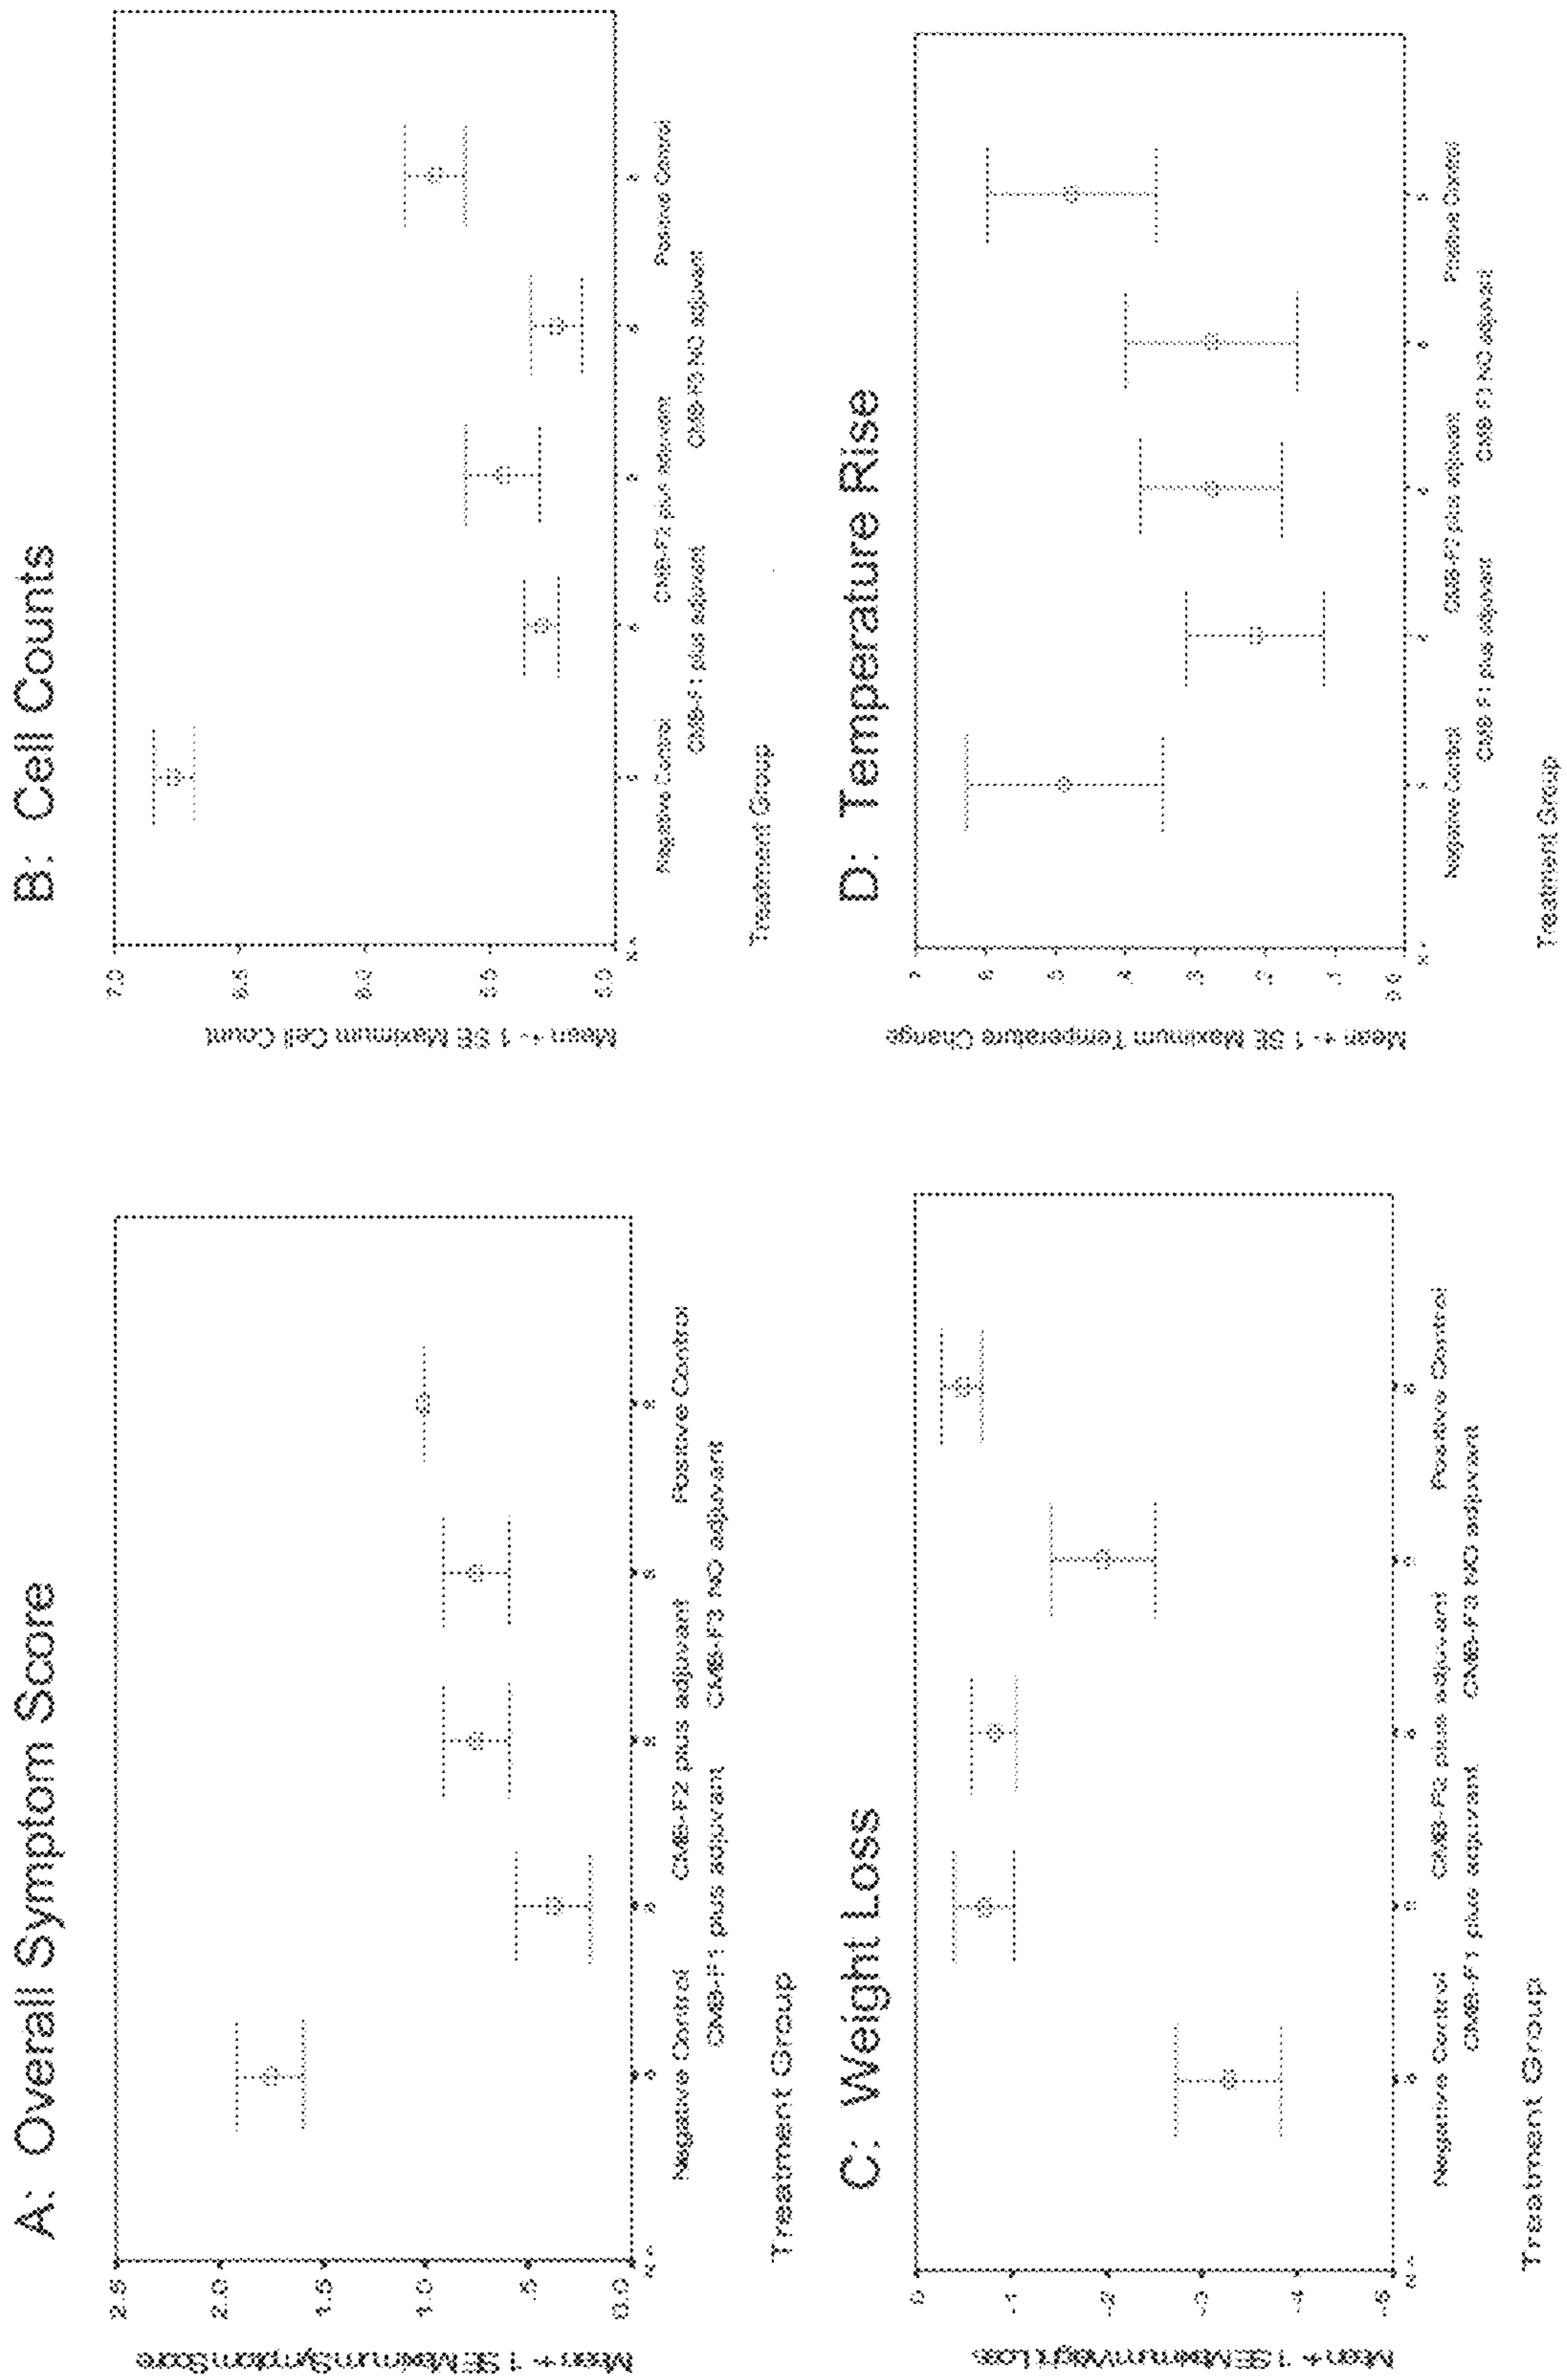 A: Overall Symptom Score
Mean + 1 SE Maximum Symptom Score
2.5
2.0
1.5
1.0
.5
0.0
Negative Control
CMB-F1 plus adjuvant
CMB-F2 plus adjuvant
CMB-F3 NO adjuvant
Positive Control
Treatment Group
B: Cell Counts
Mean +- 1 SE Maximum Cell Count
7.0
6.5
6.0
5.0
Negative Control
CMB-F1 plus adjuvant
CMB-F2 plus adjuvant
CMB-F3 NO adjuvant
Positive Control
Treatment Group
C: Weight Loss
Mean + 1 SE Maximum Weight Loss
0
-1
-2
-3
-4
-5
Negative Control
CMB-F1 plus adjuvant
CMB-F2 plus adjuvant
CMB-F3 NO adjuvant
Positive Control
Treatment Group
D: Temperature Rise
Mean +- 1 SE Maximum Temperature Change
.7
.6
.5
.4
.3
.2
.1
0.0
Negative Control
CMB-F1 plus adjuvant
CMB-F2 plus adjuvant
CMB-F3 NO adjuvant
Positive Control
Treatment Group